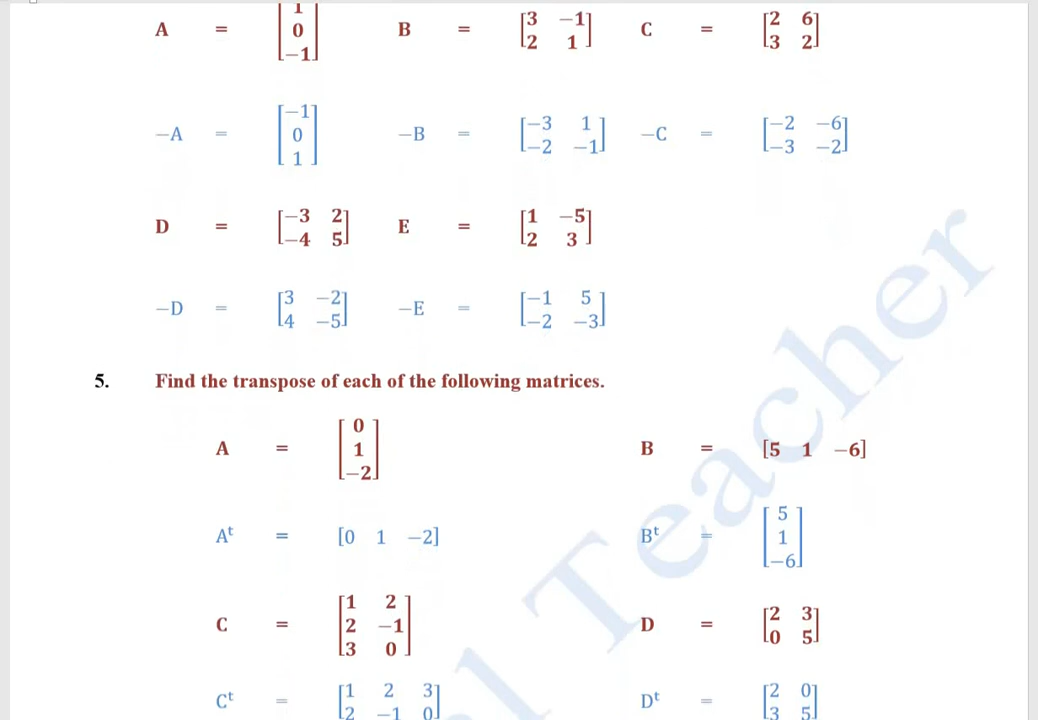 A = [1 0 −1] B = [3 −1 2 1] C = [2 6 3 2]
−A = [−1 0 1] −B = [−3 1 −2 −1] −C = [−2 −6 −3 −2]
D = [−3 2 −4 5] E = [1 −5 2 3]
−D = [3 −2 4 −5] −E = [−1 5 −2 −3]
5. Find the transpose of each of the following matrices.
A = [0 1 −2] B = [5 1 −6]
Aᵗ = [0 1 −2] Bᵗ = [5 1 −6]
C = [1 2 2 −1 3 0] D = [2 3 0 5]
Cᵗ = [1 2 3 2 −1 0] Dᵗ = [2 0 3 5]
Teacher